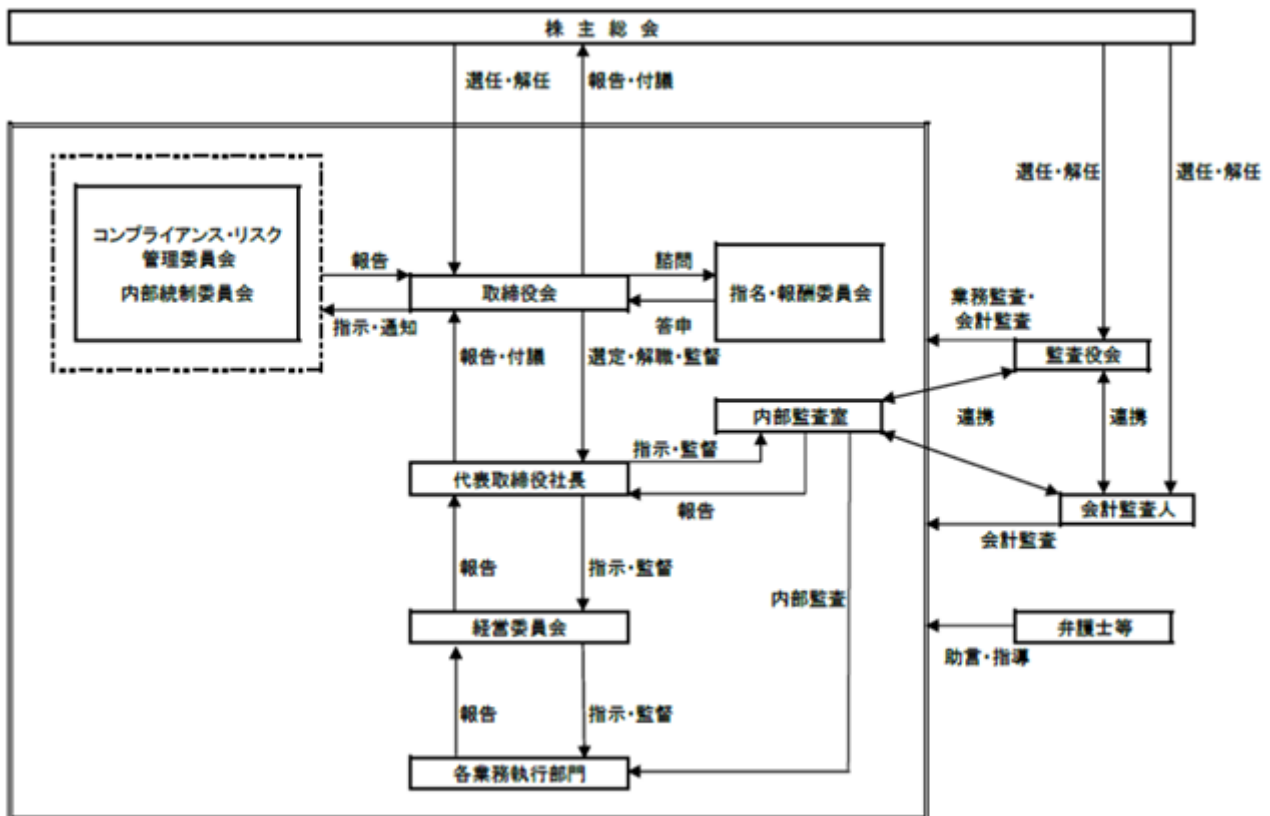 株 主 総 会
選任・解任
報告・付議
選任・解任
選任・解任
コンプライアンス・リスク
管理委員会
内部統制委員会
報告
指示・通知
取締役会
諮問
答申
指名・報酬委員会
業務監査・
会計監査
監査役会
報告・付議
選定・解職・監督
内部監査室
連携
連携
指示・監督
代表取締役社長
報告
会計監査人
会計監査
報告
指示・監督
内部監査
経営委員会
弁護士等
助言・指導
報告
指示・監督
各業務執行部門